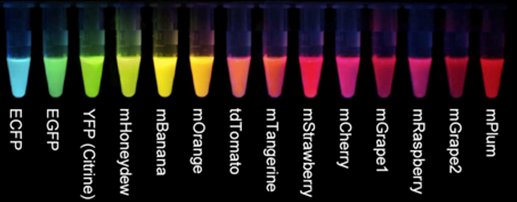 ECFP
EGFP
YFP (Citrine)
mHoneydew
mBanana
mOrange
tdTomato
mTangerine
mStrawberry
mCherry
mGrape1
mRaspberry
mGrape2
mPlum